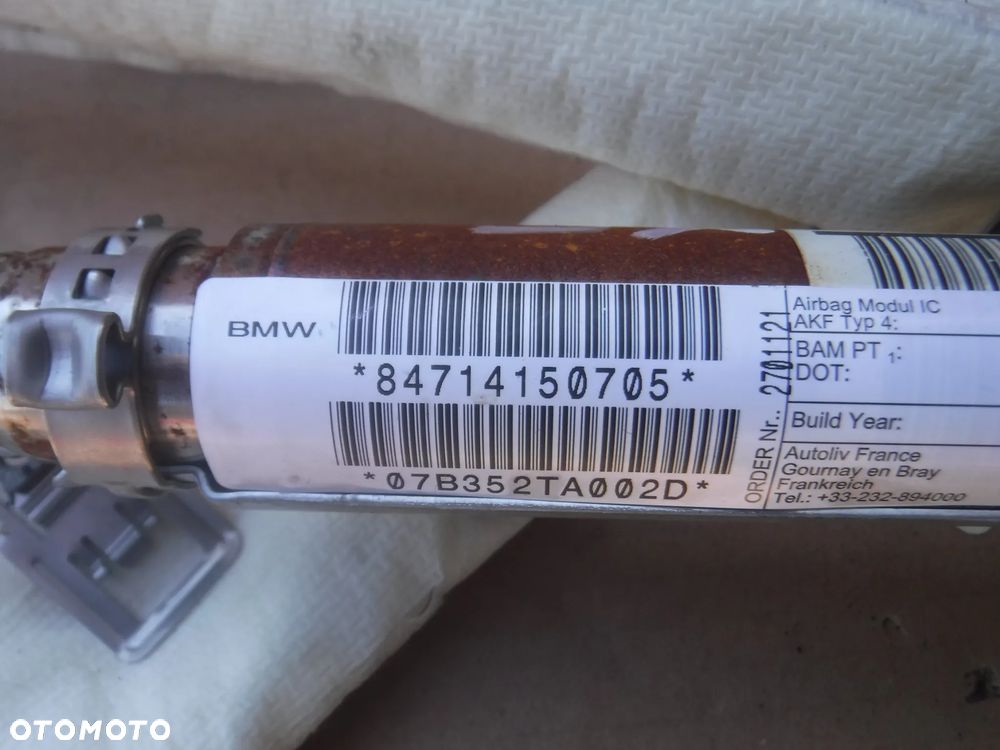 BMW
*84714150705*
*07B352TA002D*
ORDER Nr.: 2701121
Airbag Modul IC
AKF Typ 4:
BAM PT 1:
DOT:
Build Year:
Autoliv France
Gournay en Bray
Frankreich
Tel.: +33-232-894000
OTOMOTO